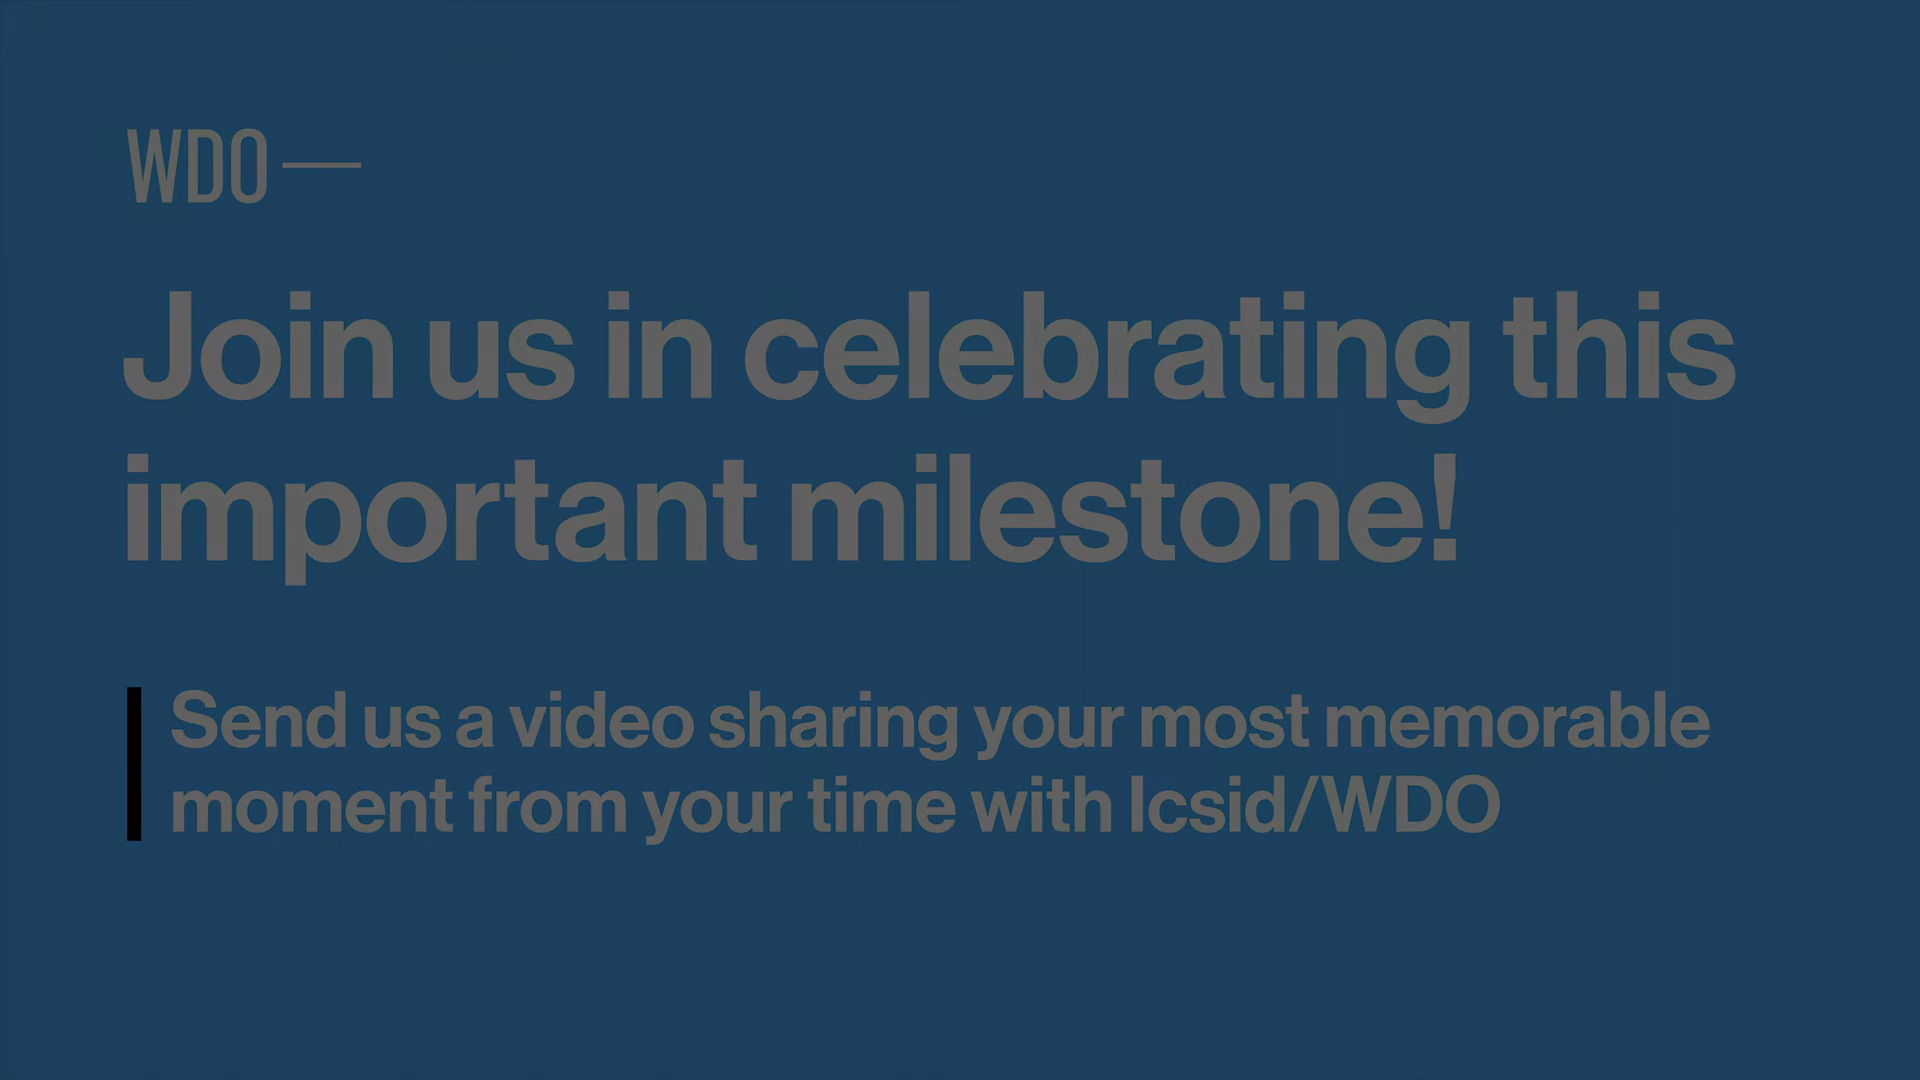 WDO—
Join us in celebrating this
important milestone!
Send us a video sharing your most memorable
moment from your time with Icsid/WDO